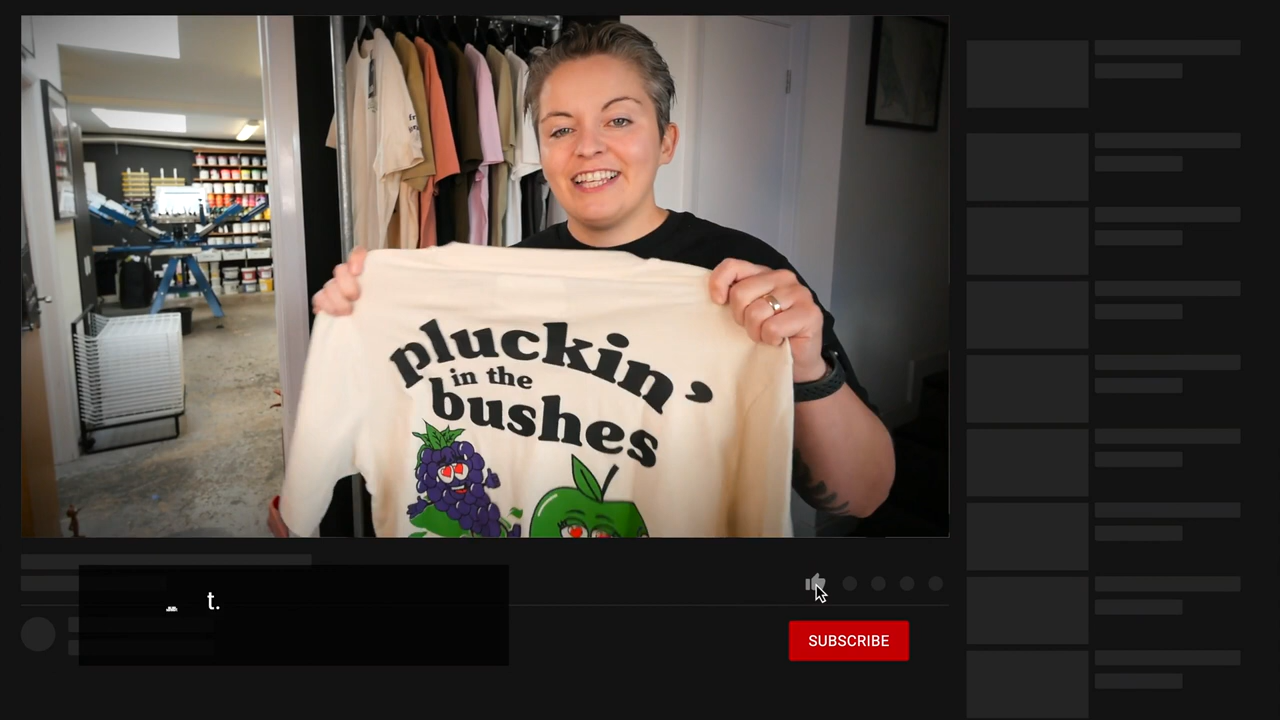 pluckin’
in the
bushes
t.
SUBSCRIBE